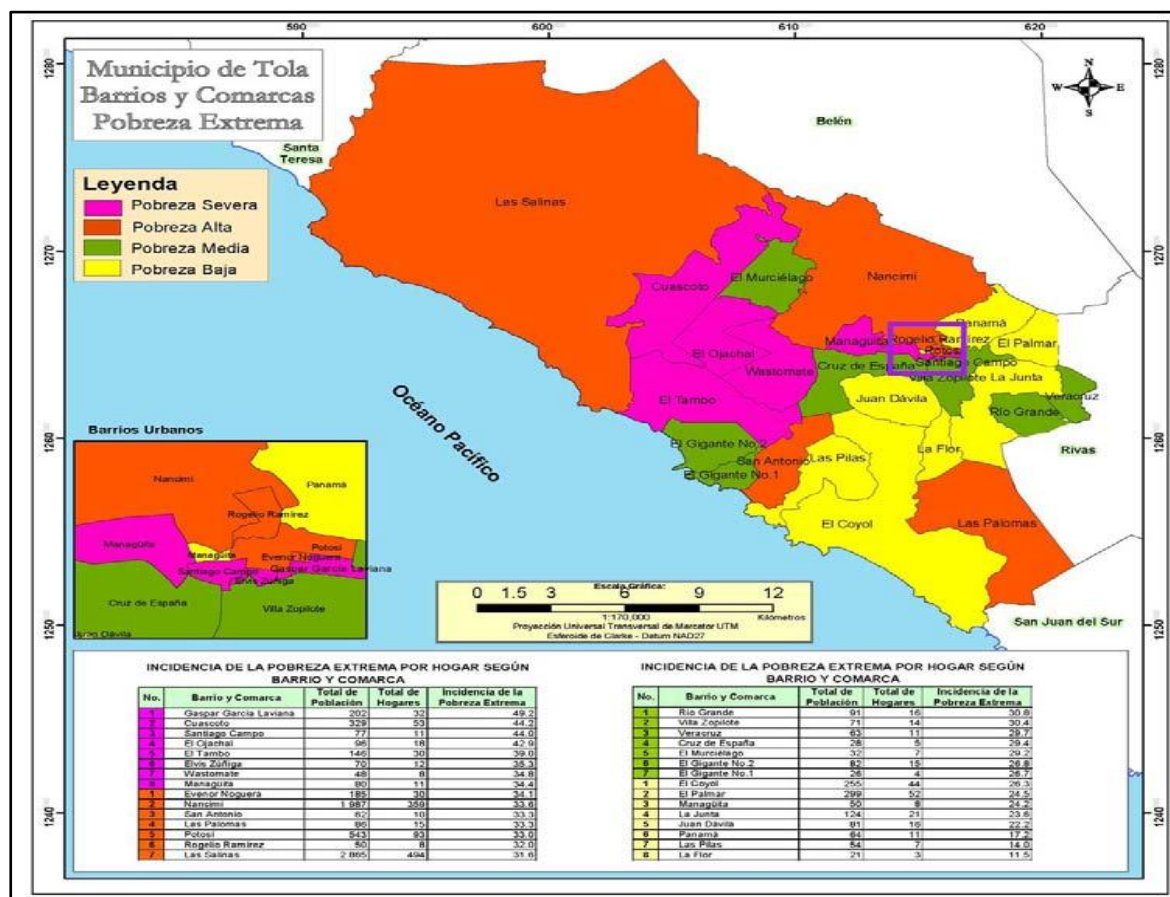 590 600 610 620
1280 1280
1270 1270
1260 1260
1250 1250
1240 1240
Municipio de Tola
Barrios y Comarcas
Pobreza Extrema
N
W E
S
Leyenda
Pobreza Severa
Pobreza Alta
Pobreza Media
Pobreza Baja
Santa
Teresa
Belén
Las Salinas
Cuascoto
El Murciélago
Nancimi
Panamá
Managüita
Rogelio Ramírez
Potos
El Palmar
El Ojachal
Santiago Campo
Wastomate
Cruz de España
Villa Zopilote
La Junta
El Tambo
Juan Dávila
Veracruz
Río Grande
El Gigante No.2
San Antonio
El Gigante No.1
Las Pilas
La Flor
Rivas
El Coyol
Las Palomas
San Juan del Sur
Océano Pacífico
Barrios Urbanos
Nansimi
Panamá
Rogelio Ramírez
Managüita
Managüita
Potosí
Evenor Noguera
Santiago Campo
Gaspar García Laviana
Elvis Zúñiga
Cruz de España
Villa Zopilote
Juan Dávila
Escala Gráfica:
0 1.5 3 6 9 12
1:170,000 Kilómetros
Proyección Universal Transversal de Mercator UTM
Esferoide de Clarke - Datum NAD27
INCIDENCIA DE LA POBREZA EXTREMA POR HOGAR SEGÚN
BARRIO Y COMARCA
No. Barrio y Comarca Total de Población Total de Hogares Incidencia de la Pobreza Extrema
1 Gaspar García Laviana 202 32 49.2
2 Cuascoto 329 53 44.2
3 Santiago Campo 77 11 44.0
4 El Ojachal 96 18 42.9
5 El Tambo 146 30 39.0
6 Elvis Zúñiga 70 12 35.3
7 Wastomate 48 8 34.8
8 Managüita 80 11 34.4
1 Evenor Noguera 185 30 34.1
2 Nansimi 1 987 359 33.6
3 San Antonio 62 10 33.3
4 Las Palomas 86 15 33.3
5 Potosí 543 93 33.0
6 Rogelio Ramírez 50 8 32.0
7 Las Salinas 2 865 494 31.6
INCIDENCIA DE LA POBREZA EXTREMA POR HOGAR SEGÚN
BARRIO Y COMARCA
No. Barrio y Comarca Total de Población Total de Hogares Incidencia de la Pobreza Extrema
1 Río Grande 91 16 30.8
2 Villa Zopilote 71 14 30.4
3 Veracruz 63 11 29.7
4 Cruz de España 28 5 29.4
5 El Murciélago 32 7 29.2
6 El Gigante No.2 82 15 26.8
7 El Gigante No.1 26 4 26.7
1 El Coyol 255 44 26.3
2 El Palmar 299 52 24.5
3 Managüita 50 8 24.2
4 La Junta 124 21 23.6
5 Juan Dávila 81 16 22.2
6 Panamá 64 11 17.2
7 Las Pilas 54 7 14.0
8 La Flor 21 3 11.5